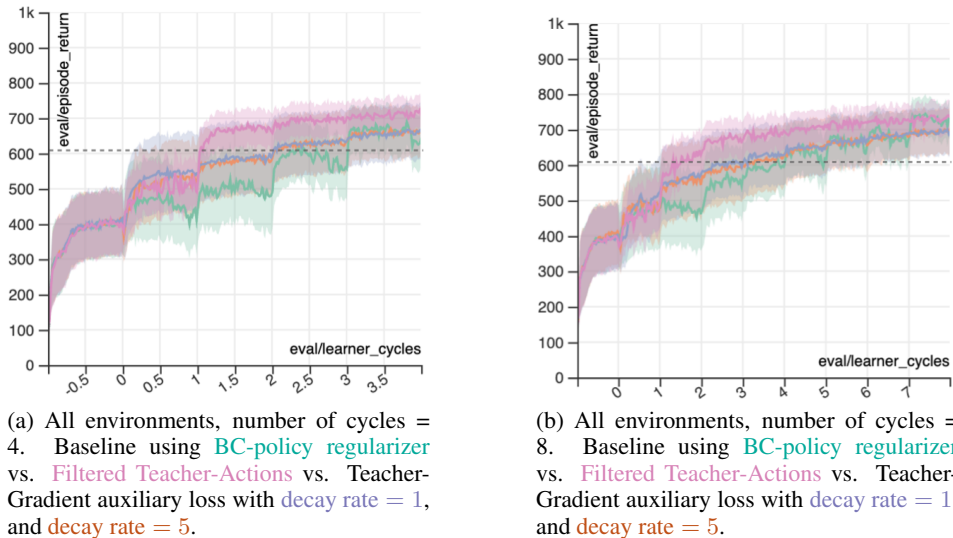 1k
900
800
700
600
500
400
300
200
100
0
eval/episode_return
eval/learner_cycles
-0.5
0
0.5
1
1.5
2
2.5
3
3.5
(a) All environments, number of cycles =
4. Baseline using BC-policy regularizer
vs. Filtered Teacher-Actions vs. Teacher-
Gradient auxiliary loss with decay rate = 1,
and decay rate = 5.
1k
900
800
700
600
500
400
300
200
100
0
eval/episode_return
eval/learner_cycles
0
1
2
3
4
5
6
7
(b) All environments, number of cycles =
8. Baseline using BC-policy regularizer
vs. Filtered Teacher-Actions vs. Teacher-
Gradient auxiliary loss with decay rate = 1
and decay rate = 5.